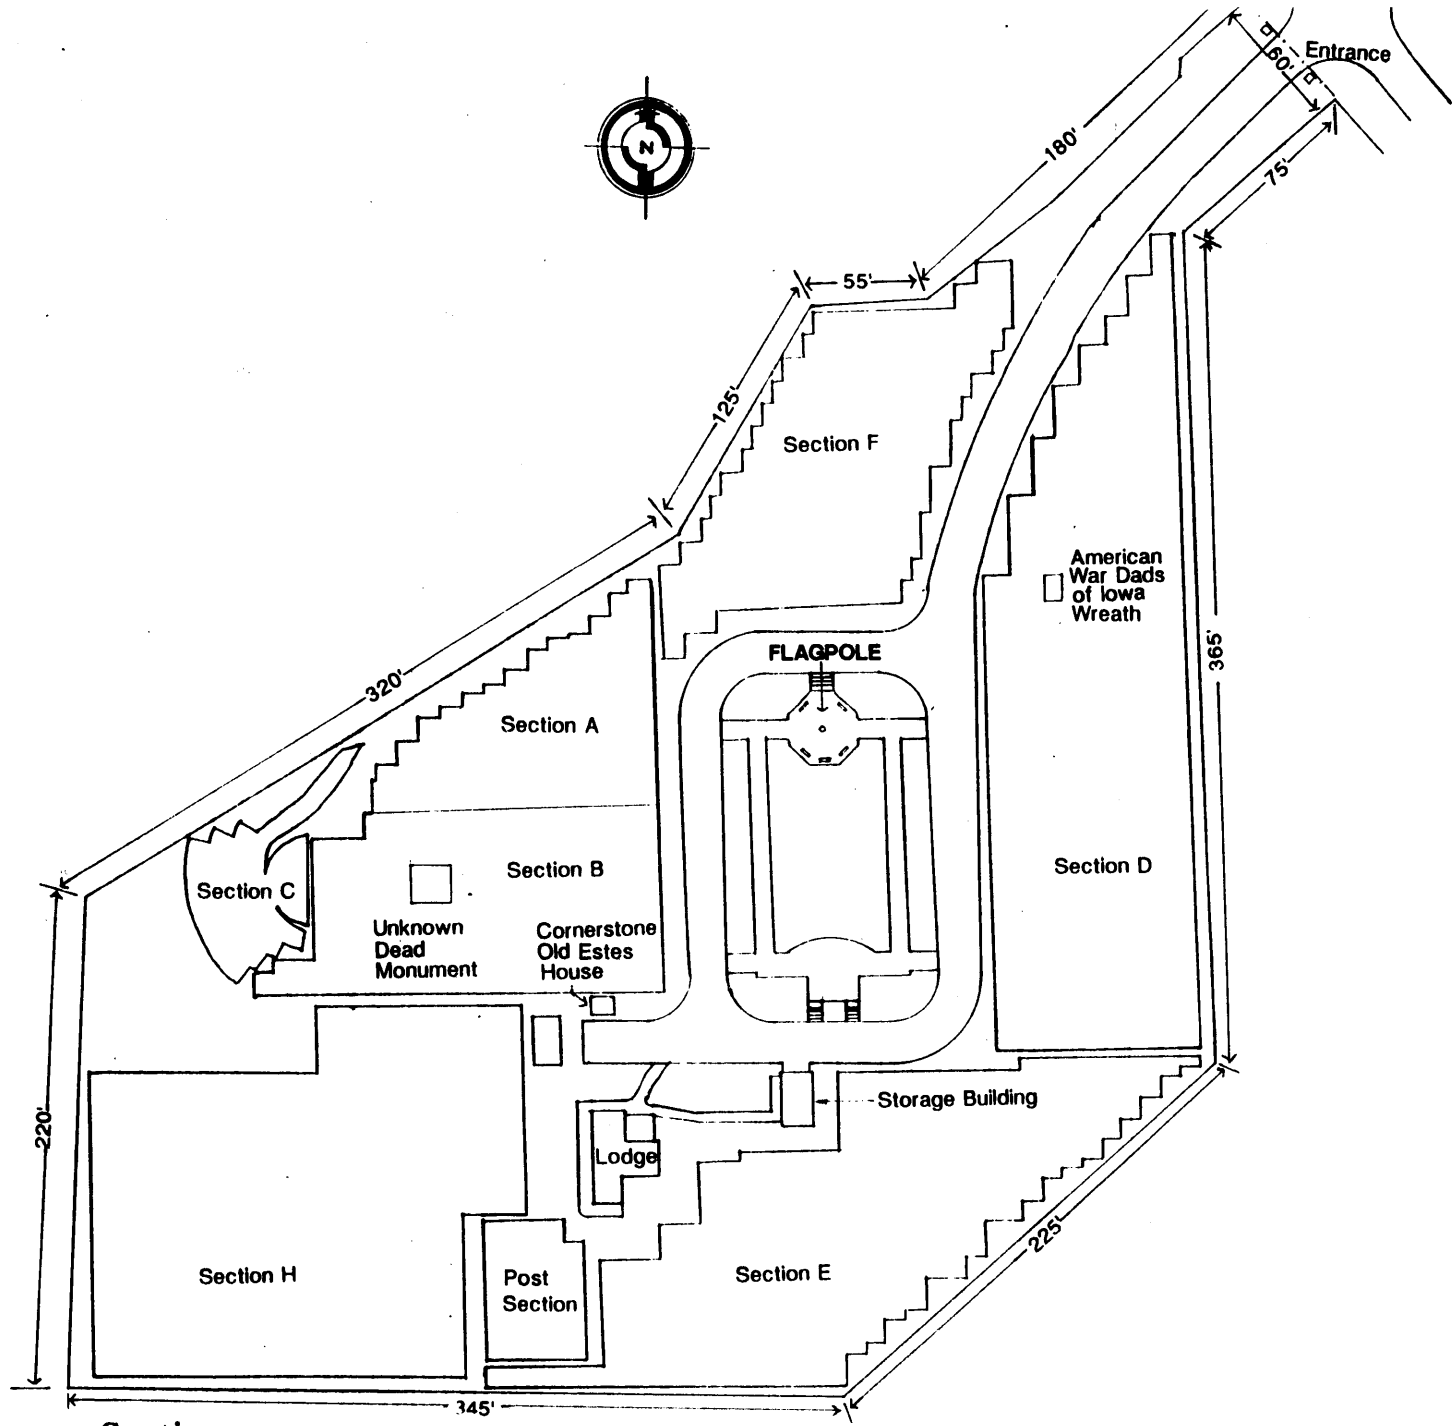 Entrance
60'
N
180'
75'
55'
125'
Section F
American
War Dads
of Iowa
Wreath
365'
FLAGPOLE
320'
Section A
Section B
Section D
Section C
Unknown
Dead
Monument
Cornerstone
Old Estes
House
Storage Building
220'
Lodge
225'
Section H
Post
Section
Section E
345'